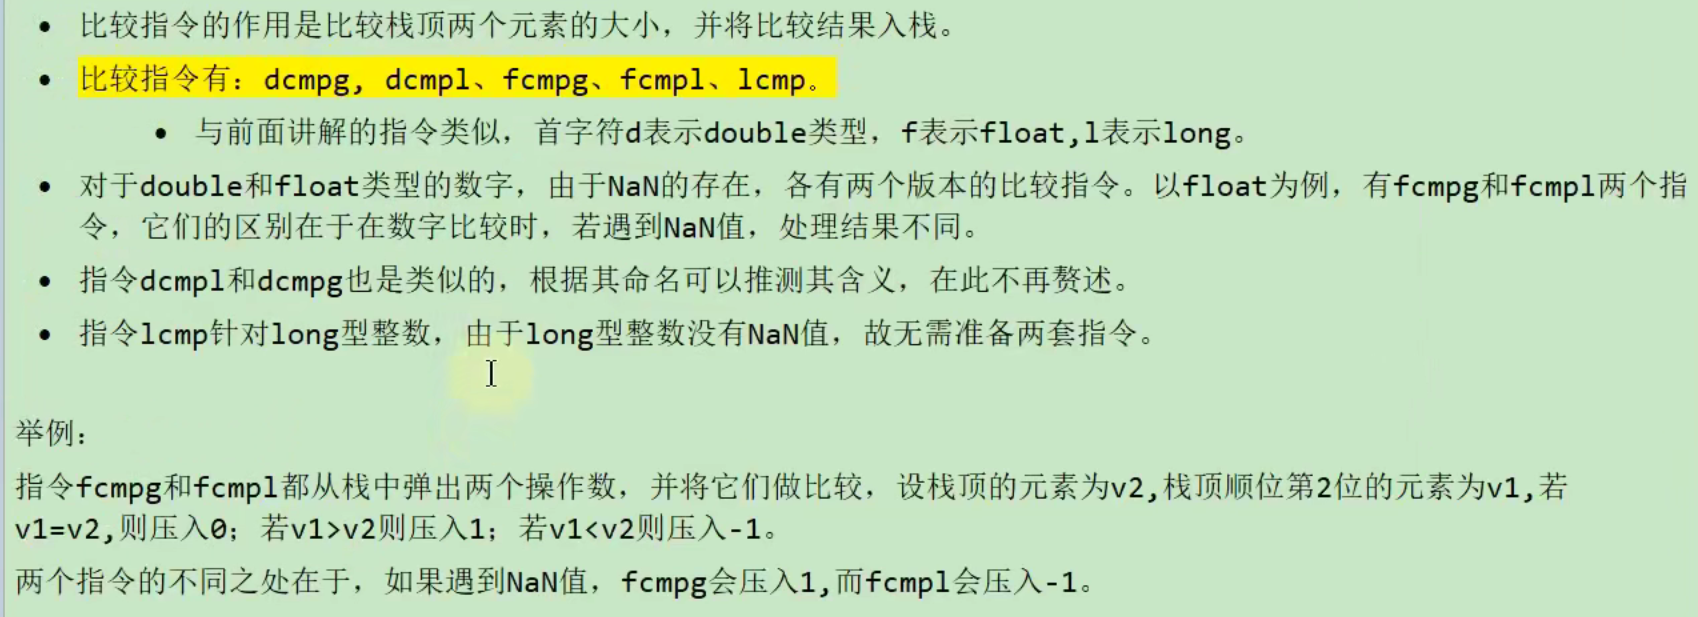 • 比较指令的作用是比较栈顶两个元素的大小，并将比较结果入栈。
• 比较指令有：dcmpg, dcmpl、fcmpg、fcmpl、lcmp。
• 与前面讲解的指令类似，首字符d表示double类型，f表示float,l表示long。
• 对于double和float类型的数字，由于NaN的存在，各有两个版本的比较指令。以float为例，有fcmpg和fcmpl两个指
令，它们的区别在于在数字比较时，若遇到NaN值，处理结果不同。
• 指令dcmpl和dcmpg也是类似的，根据其命名可以推测其含义，在此不再赘述。
• 指令lcmp针对long型整数，由于long型整数没有NaN值，故无需准备两套指令。
举例：
指令fcmpg和fcmpl都从栈中弹出两个操作数，并将它们做比较，设栈顶的元素为v2,栈顶顺位第2位的元素为v1,若
v1=v2,则压入0；若v1>v2则压入1；若v1<v2则压入-1。
两个指令的不同之处在于，如果遇到NaN值，fcmpg会压入1,而fcmpl会压入-1。